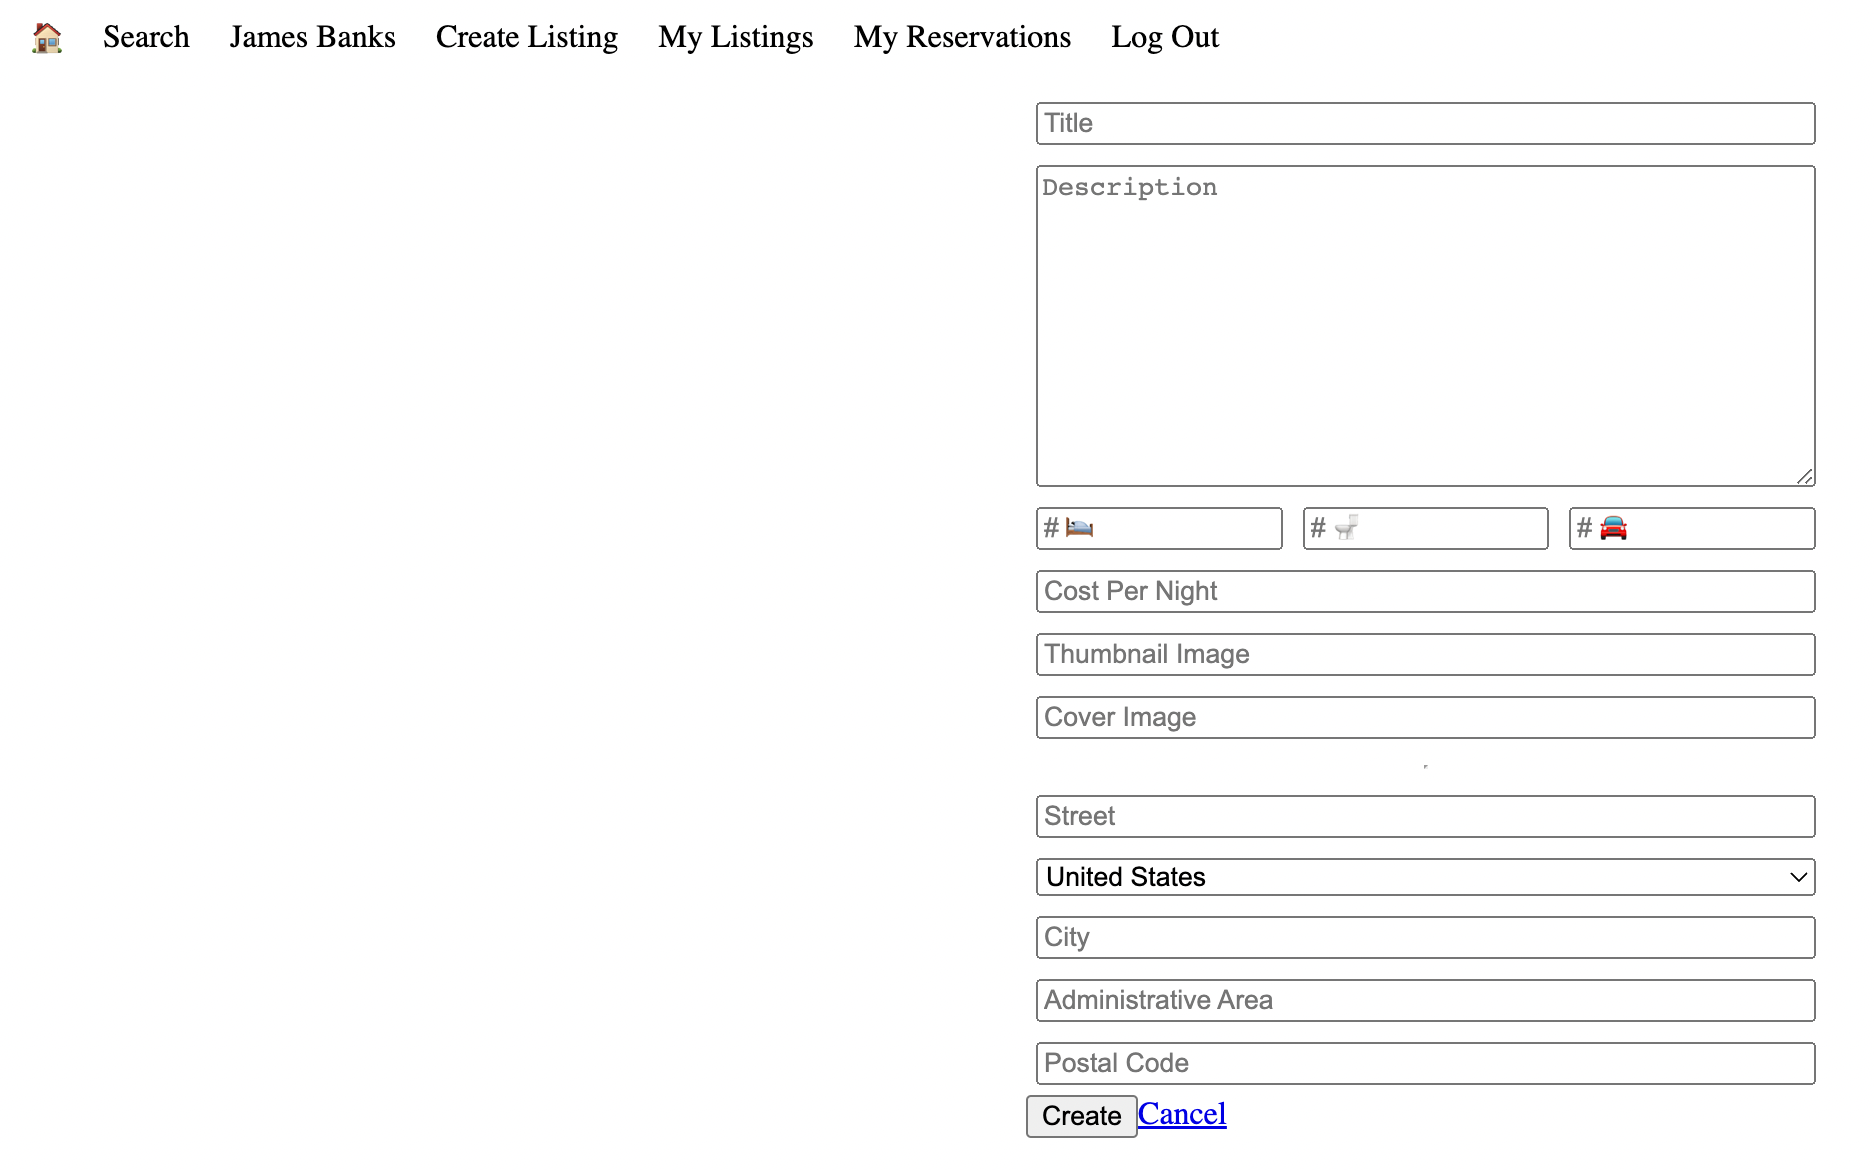 🏠 Search James Banks Create Listing My Listings My Reservations Log Out
Title
Description
# 🛌 # 🚽 # 🚘
Cost Per Night
Thumbnail Image
Cover Image
Street
United States
City
Administrative Area
Postal Code
Create Cancel